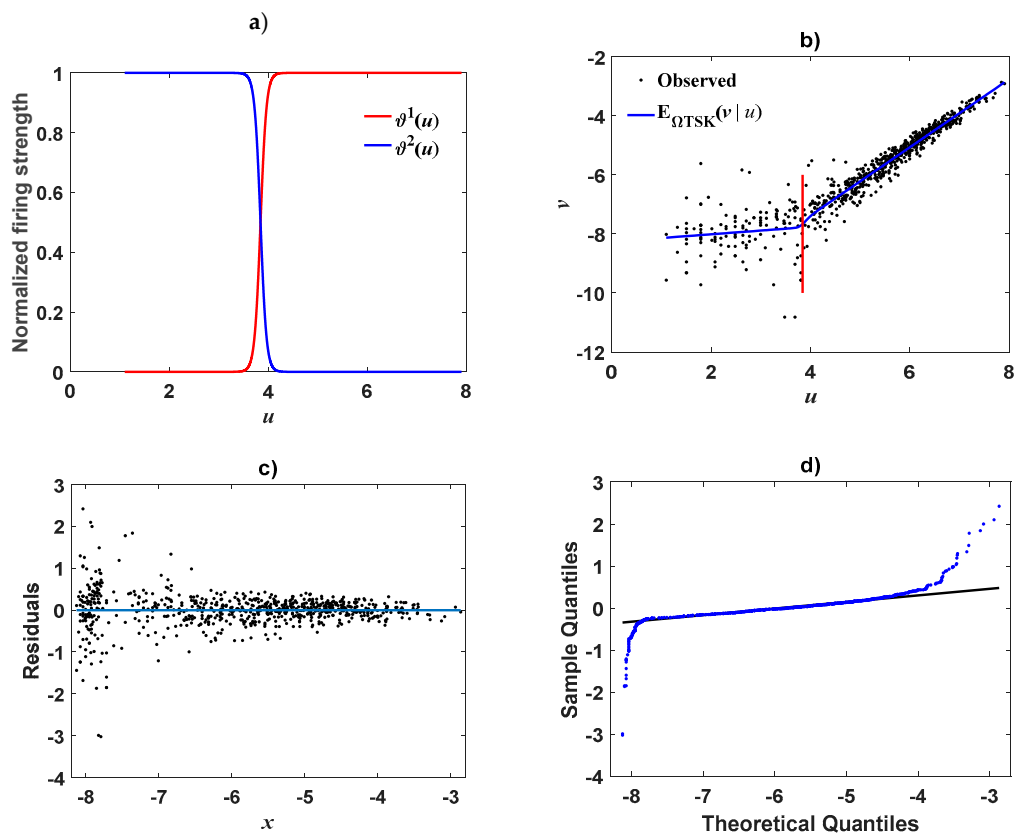 a)
Normalized firing strength
1
0.8
0.6
0.4
0.2
0
ϑ¹(u)
ϑ²(u)
0 2 4 6 8
u
b)
v
-2
-4
-6
-8
-10
-12
Observed
E_ΩTSK(v | u)
0 2 4 6 8
u
c)
Residuals
3
2
1
0
-1
-2
-3
-4
-8 -7 -6 -5 -4 -3
x
d)
Sample Quantiles
3
2
1
0
-1
-2
-3
-4
-8 -7 -6 -5 -4 -3
Theoretical Quantiles